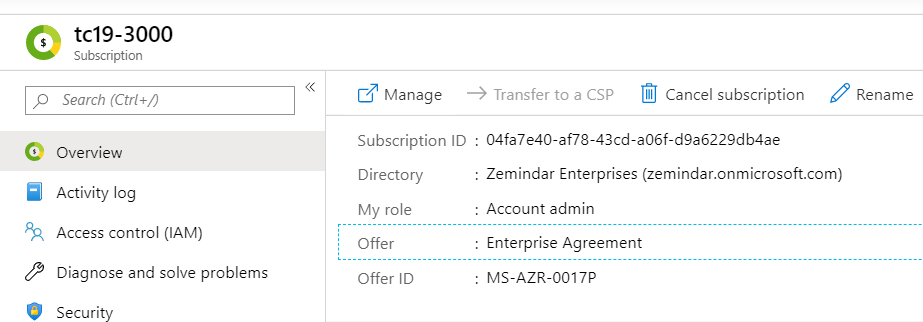 tc19-3000
Subscription
«
Search (Ctrl+/)
Overview
Activity log
Access control (IAM)
Diagnose and solve problems
Security
Manage
Transfer to a CSP
Cancel subscription
Rename
Subscription ID : 04fa7e40-af78-43cd-a06f-d9a6229db4ae
Directory : Zemindar Enterprises (zemindar.onmicrosoft.com)
My role : Account admin
Offer : Enterprise Agreement
Offer ID : MS-AZR-0017P